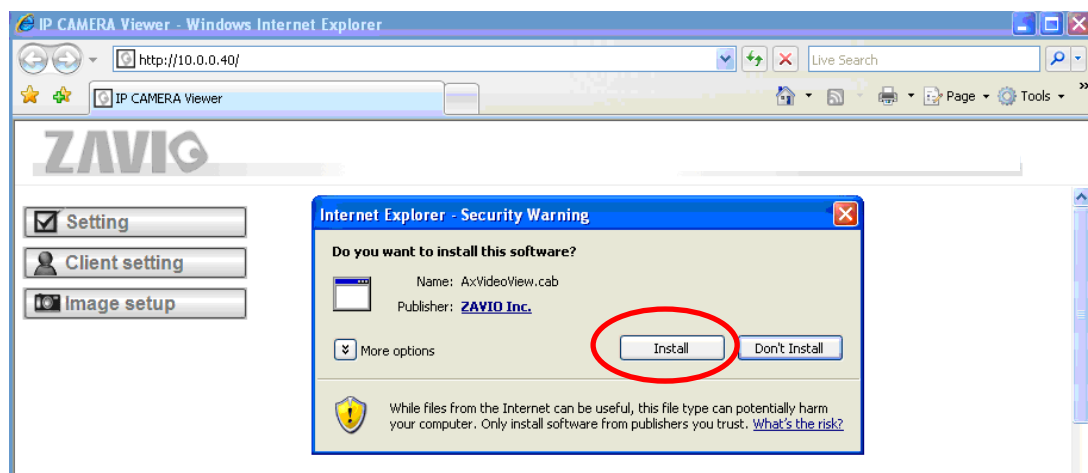 IP CAMERA Viewer - Windows Internet Explorer
http://10.0.0.40/
Live Search
IP CAMERA Viewer
Page
Tools
»
ZAVIO
Setting
Client setting
Image setup
Internet Explorer - Security Warning
Do you want to install this software?
Name: AxVideoView.cab
Publisher: ZAVIO Inc.
More options
Install
Don't Install
While files from the Internet can be useful, this file type can potentially harm
your computer. Only install software from publishers you trust. What's the risk?